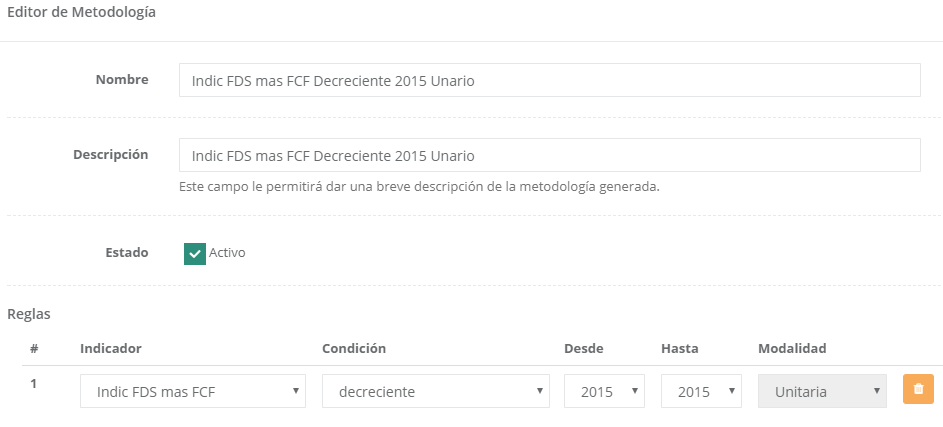 Editor de Metodología
Nombre
Indic FDS mas FCF Decreciente 2015 Unario
Descripción
Indic FDS mas FCF Decreciente 2015 Unario
Este campo le permitirá dar una breve descripción de la metodología generada.
Estado
Activo
Reglas
# Indicador Condición Desde Hasta Modalidad
1 Indic FDS mas FCF decreciente 2015 2015 Unitaria